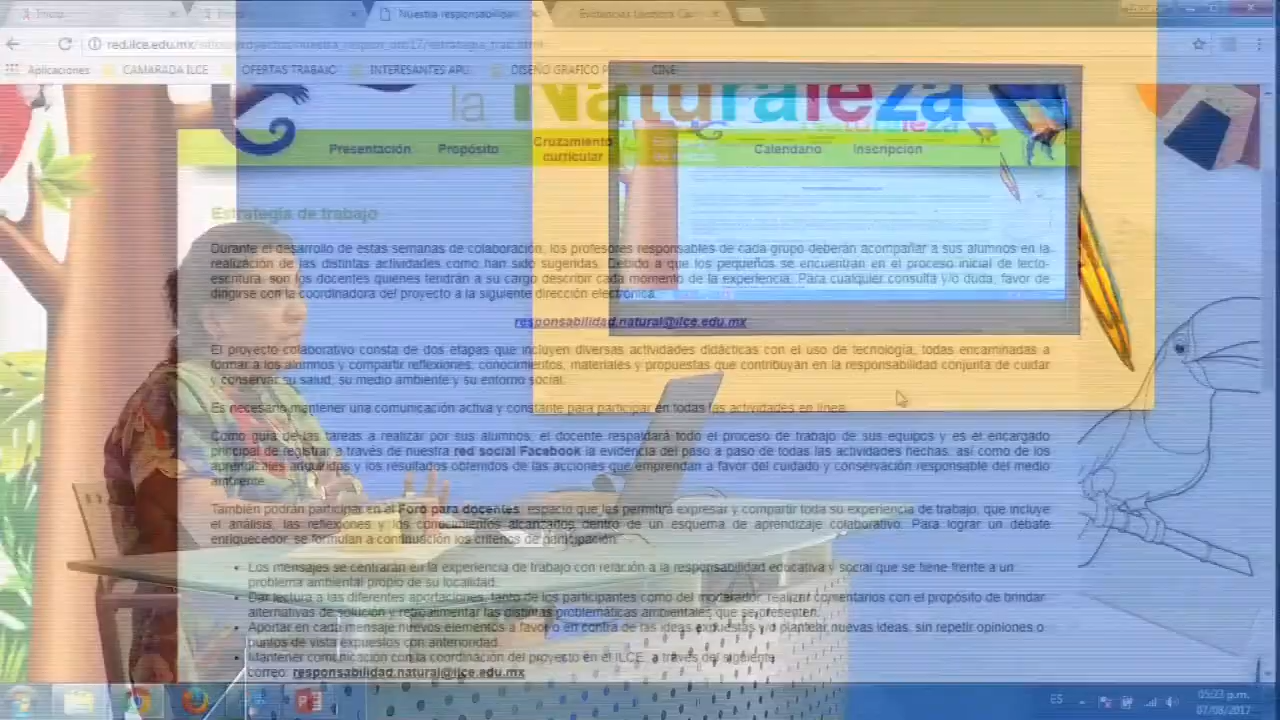 Nuestra responsabilidad
red.ilce.edu.mx
Aplicaciones CAMARADA ILCE OFERTAS TRABAJO INTERESANTES APLI DISEÑO GRAFICO P CINE
la Naturaleza
Presentación Propósito Cruzamiento curricular Calendario Inscripción
Estrategia de trabajo
Durante el desarrollo de estas semanas de colaboración, los profesores responsables de cada grupo deberán acompañar a sus alumnos en la
realización de las distintas actividades como han sido sugeridas. Debido a que los pequeños se encuentran en el proceso inicial de lecto-
escritura, son los docentes quienes tendrán a su cargo describir cada momento de la experiencia. Para cualquier consulta y/o duda, favor de
dirigirse con la coordinadora del proyecto a la siguiente dirección electrónica.
responsabilidad.natural@ilce.edu.mx
El proyecto colaborativo consta de dos etapas que incluyen diversas actividades didácticas con el uso de tecnología, todas encaminadas a
formar a los alumnos y compartir reflexiones, conocimientos, materiales y propuestas que contribuyan en la responsabilidad conjunta de cuidar
y conservar su salud, su medio ambiente y su entorno social.
Es necesario mantener una comunicación activa y constante para participar en todas las actividades en línea.
Como guía de las tareas a realizar por sus alumnos, el docente respaldará todo el proceso de trabajo de sus equipos y es el encargado
principal de registrar a través de nuestra red social Facebook la evidencia del paso a paso de todas las actividades hechas, así como de los
aprendizajes adquiridos y los resultados obtenidos de las acciones que emprendan a favor del cuidado y conservación responsable del medio
ambiente.
También podrán participar en el Foro para docentes, espacio que les permitirá expresar y compartir toda su experiencia de trabajo, que incluye
el análisis, las reflexiones y los conocimientos alcanzados dentro de un esquema de aprendizaje colaborativo. Para lograr un debate
enriquecedor, se formulan a continuación los criterios de participación:
• Los mensajes se centrarán en la experiencia de trabajo con relación a la responsabilidad educativa y social que se tiene frente a un
problema ambiental propio de su localidad.
• Dar lectura a las diferentes aportaciones, tanto de los participantes como del moderador, realizar comentarios con el propósito de brindar
alternativas de solución y retroalimentar las distintas problemáticas ambientales que se presenten.
• Aportar en cada mensaje nuevos elementos a favor o en contra de las ideas expuestas y/o plantear nuevas ideas, sin repetir opiniones o
puntos de vista expuestos con anterioridad.
• Mantener comunicación con la coordinación del proyecto en el ILCE, a través del siguiente
correo: responsabilidad.natural@ilce.edu.mx
ES 05:23 p.m.
07/08/2017